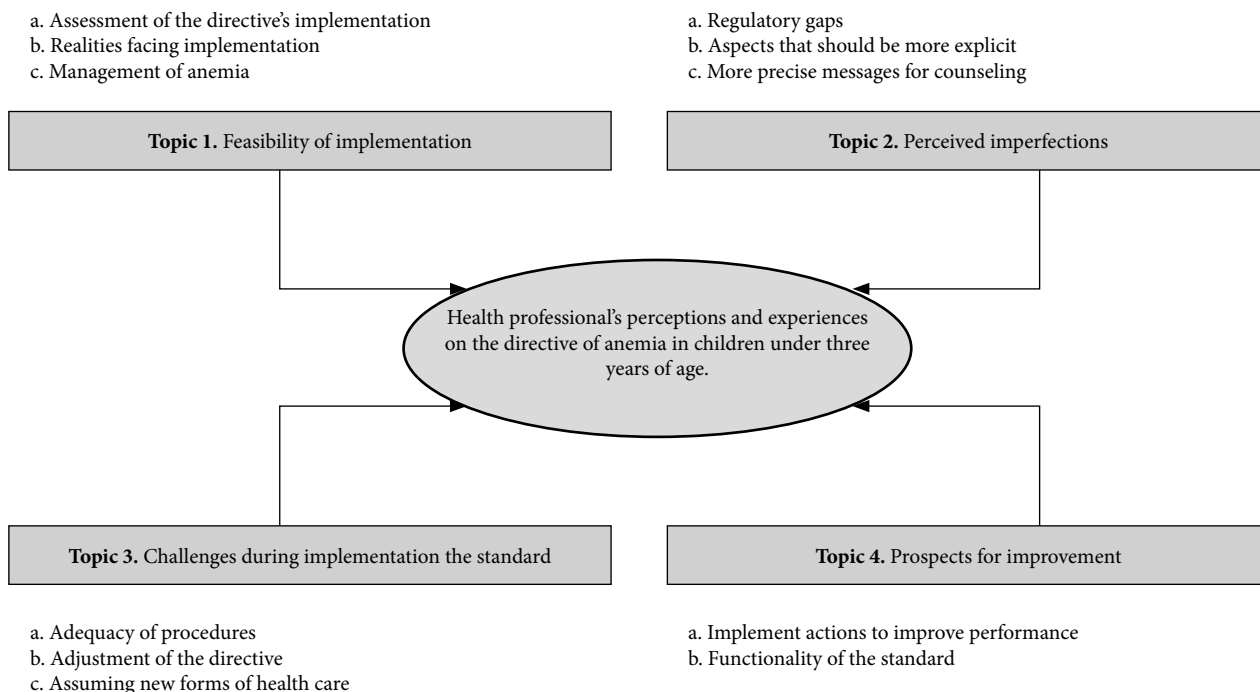 a. Assessment of the directive's implementation
b. Realities facing implementation
c. Management of anemia
Topic 1. Feasibility of implementation
a. Regulatory gaps
b. Aspects that should be more explicit
c. More precise messages for counseling
Topic 2. Perceived imperfections
Health professional's perceptions and experiences
on the directive of anemia in children under three
years of age.
Topic 3. Challenges during implementation the standard
a. Adequacy of procedures
b. Adjustment of the directive
c. Assuming new forms of health care
Topic 4. Prospects for improvement
a. Implement actions to improve performance
b. Functionality of the standard